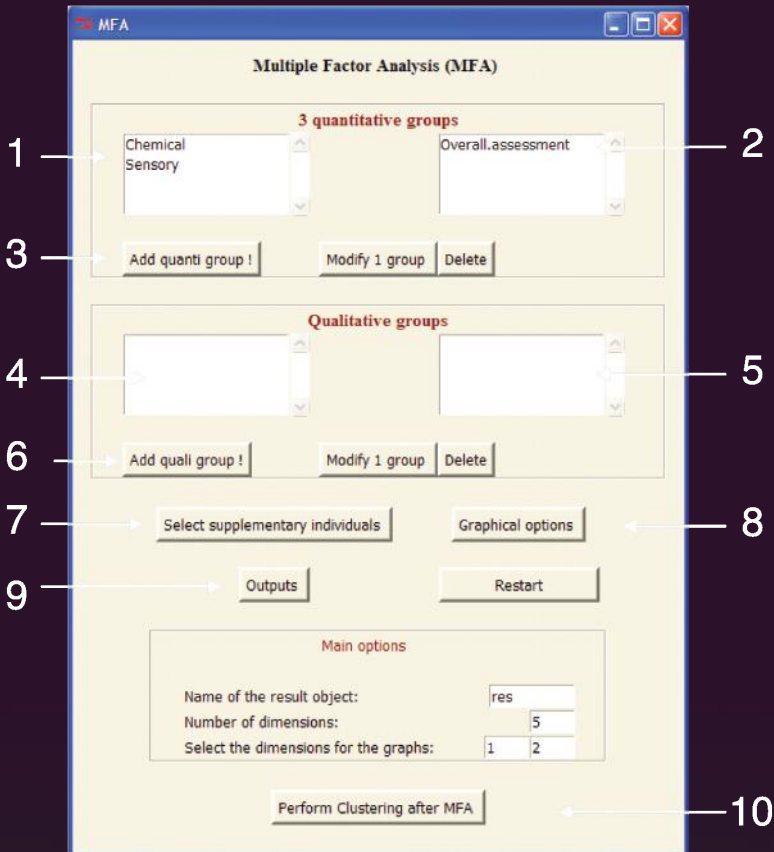 MFA
Multiple Factor Analysis (MFA)
3 quantitative groups
1 Chemical Overall.assessment 2
Sensory
3 Add quanti group ! Modify 1 group Delete
Qualitative groups
4 5
6 Add quali group ! Modify 1 group Delete
7 Select supplementary individuals Graphical options 8
9 Outputs Restart
Main options
Name of the result object: res
Number of dimensions: 5
Select the dimensions for the graphs: 1 2
Perform Clustering after MFA 10